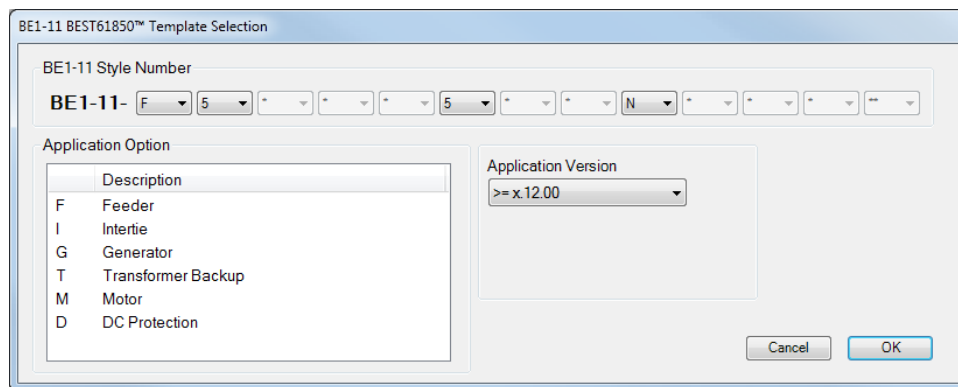 BE1-11 BEST61850™ Template Selection
BE1-11 Style Number
BE1-11- F 5 * * * 5 * * N * * * **
Application Option
Description
F Feeder
I Intertie
G Generator
T Transformer Backup
M Motor
D DC Protection
Application Version
>= x.12.00
Cancel OK